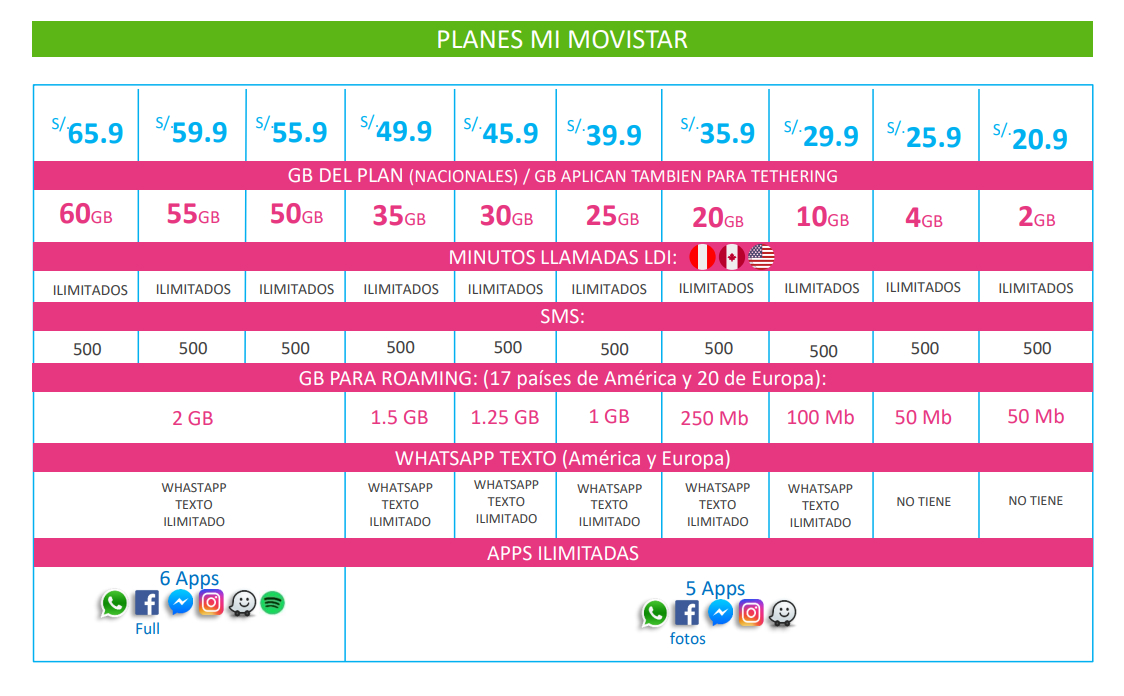 PLANES MI MOVISTAR
S/.65.9 S/.59.9 S/.55.9 S/.49.9 S/.45.9 S/.39.9 S/.35.9 S/.29.9 S/.25.9 S/.20.9
GB DEL PLAN (NACIONALES) / GB APLICAN TAMBIEN PARA TETHERING
60GB 55GB 50GB 35GB 30GB 25GB 20GB 10GB 4GB 2GB
MINUTOS LLAMADAS LDI:
ILIMITADOS ILIMITADOS ILIMITADOS ILIMITADOS ILIMITADOS ILIMITADOS ILIMITADOS ILIMITADOS ILIMITADOS ILIMITADOS
SMS:
500 500 500 500 500 500 500 500 500 500
GB PARA ROAMING: (17 países de América y 20 de Europa):
2 GB 1.5 GB 1.25 GB 1 GB 250 Mb 100 Mb 50 Mb 50 Mb
WHATSAPP TEXTO (América y Europa)
WHASTAPP WHATSAPP WHATSAPP WHATSAPP WHATSAPP WHATSAPP
TEXTO TEXTO TEXTO TEXTO TEXTO TEXTO NO TIENE NO TIENE
ILIMITADO ILIMITADO ILIMITADO ILIMITADO ILIMITADO ILIMITADO
APPS ILIMITADAS
6 Apps
Full
5 Apps
fotos